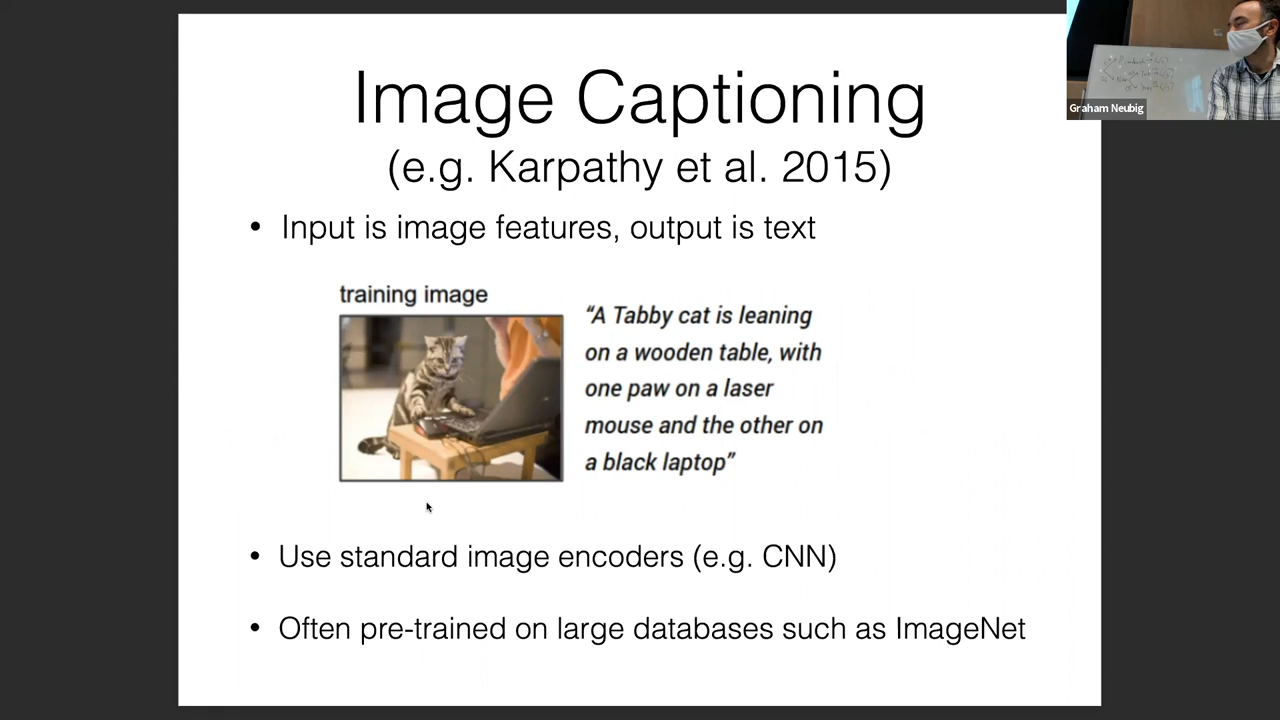 Image Captioning
(e.g. Karpathy et al. 2015)
• Input is image features, output is text
training image
“A Tabby cat is leaning
on a wooden table, with
one paw on a laser
mouse and the other on
a black laptop”
• Use standard image encoders (e.g. CNN)
• Often pre-trained on large databases such as ImageNet
Graham Neubig